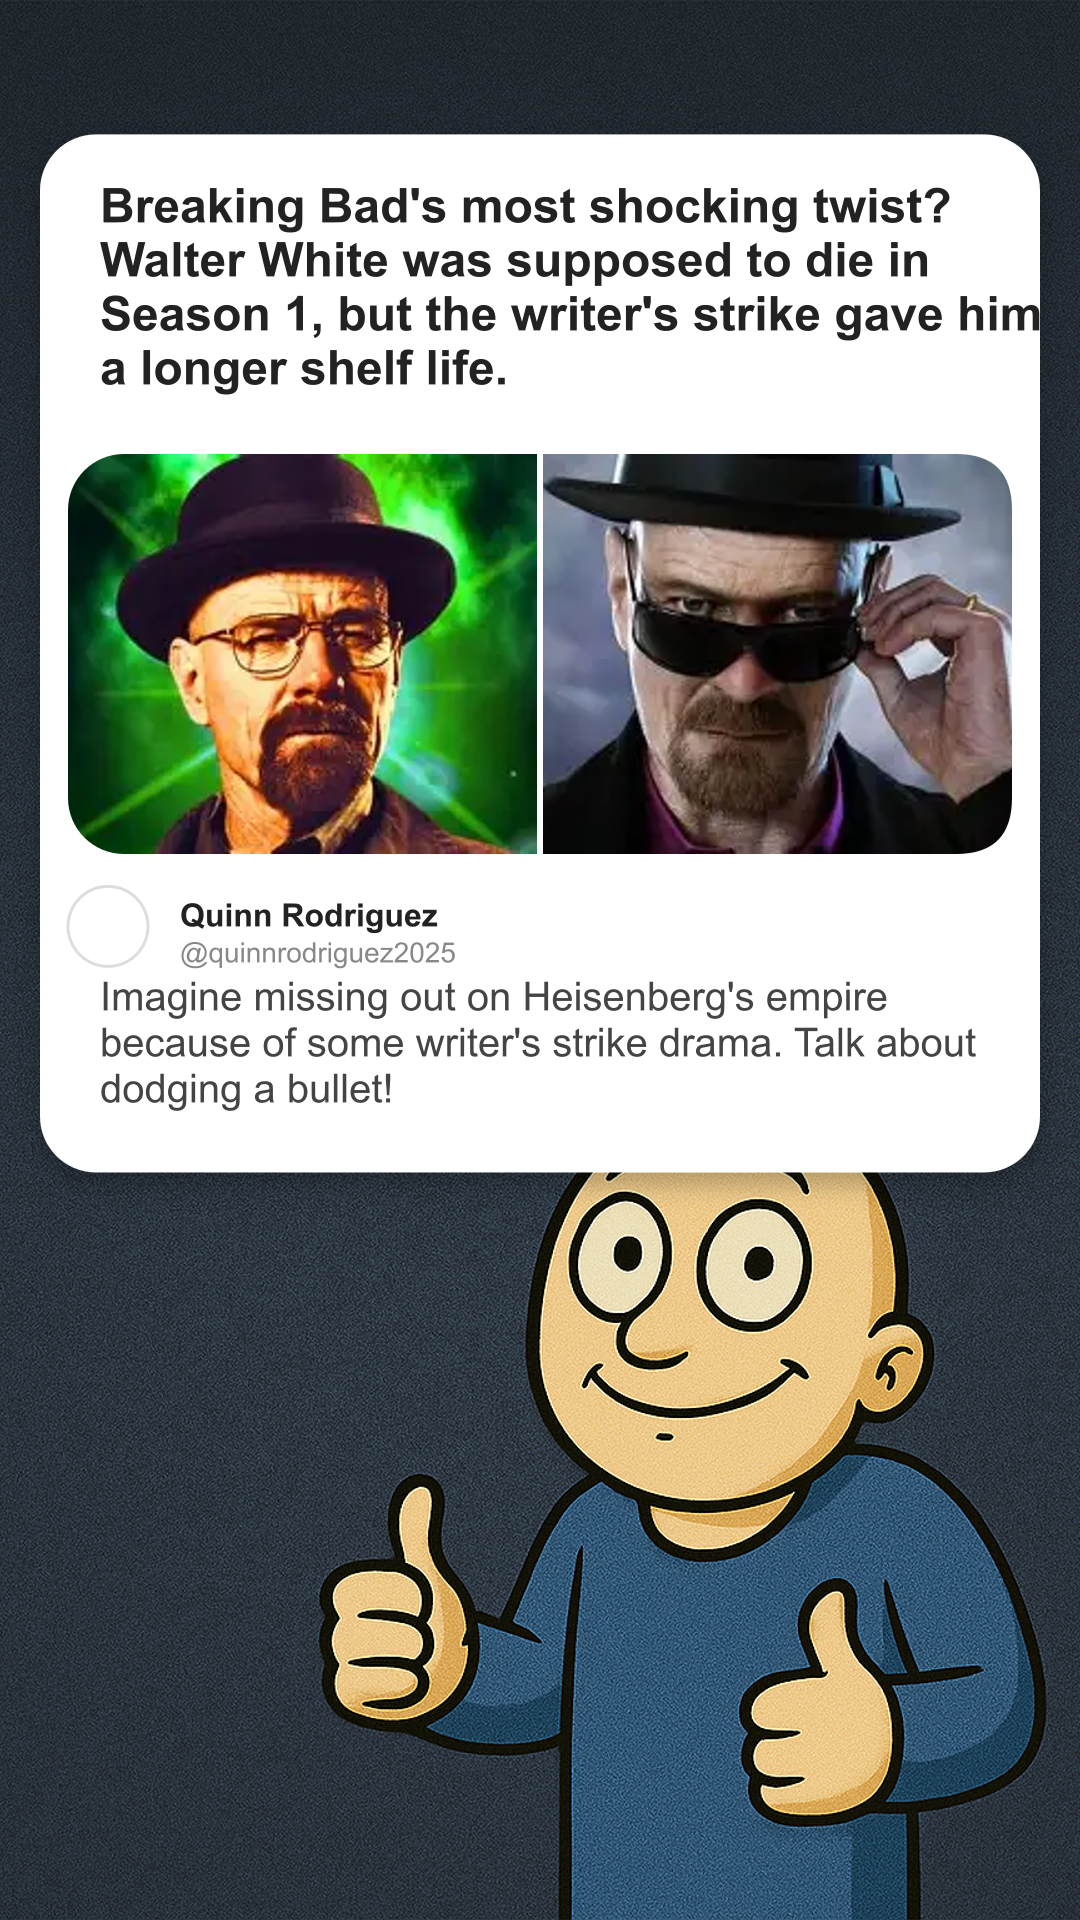 Breaking Bad's most shocking twist?
Walter White was supposed to die in
Season 1, but the writer's strike gave him
a longer shelf life.
Quinn Rodriguez
@quinnrodriguez2025
Imagine missing out on Heisenberg's empire
because of some writer's strike drama. Talk about
dodging a bullet!